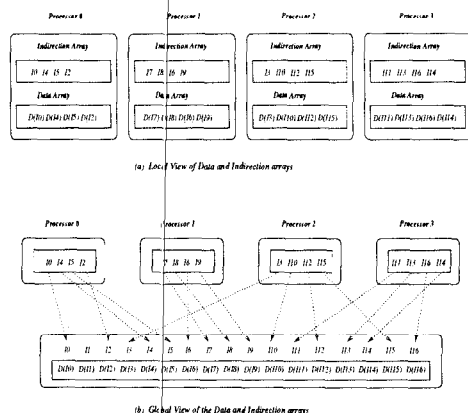 Processor 0 Processor 1 Processor 2 Processor 3
Indirection Array Indirection Array Indirection Array Indirection Array
I0 I4 I5 I2 I7 I8 I6 I9 I3 I10 I12 I15 I11 I13 I16 I14
Data Array Data Array Data Array Data Array
D(I0) D(I4) D(I5) D(I2) D(I7) D(I8) D(I6) D(I9) D(I3) D(I10) D(I12) D(I15) D(I11) D(I13) D(I16) D(I14)
(a) Local View of Data and Indirection arrays
Processor 0 Processor 1 Processor 2 Processor 3
I0 I4 I5 I2 I7 I8 I6 I9 I3 I10 I12 I15 I11 I13 I16 I14
I0 I1 I2 I3 I4 I5 I6 I7 I8 I9 I10 I11 I12 I13 I14 I15 I16
D(I0) D(I1) D(I2) D(I3) D(I4) D(I5) D(I6) D(I7) D(I8) D(I9) D(I10) D(I11) D(I12) D(I13) D(I14) D(I15) D(I16)
(b) Global View of the Data and Indirection arrays